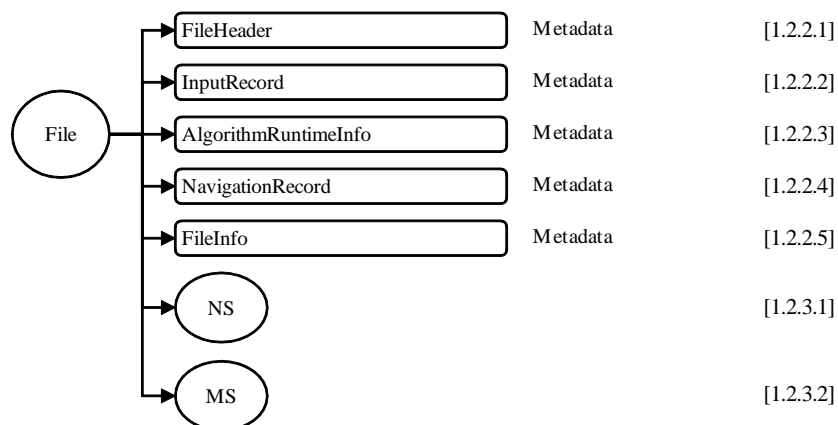 FileHeader Metadata [1.2.2.1]
InputRecord Metadata [1.2.2.2]
File AlgorithmRuntimeInfo Metadata [1.2.2.3]
NavigationRecord Metadata [1.2.2.4]
FileInfo Metadata [1.2.2.5]
NS [1.2.3.1]
MS [1.2.3.2]